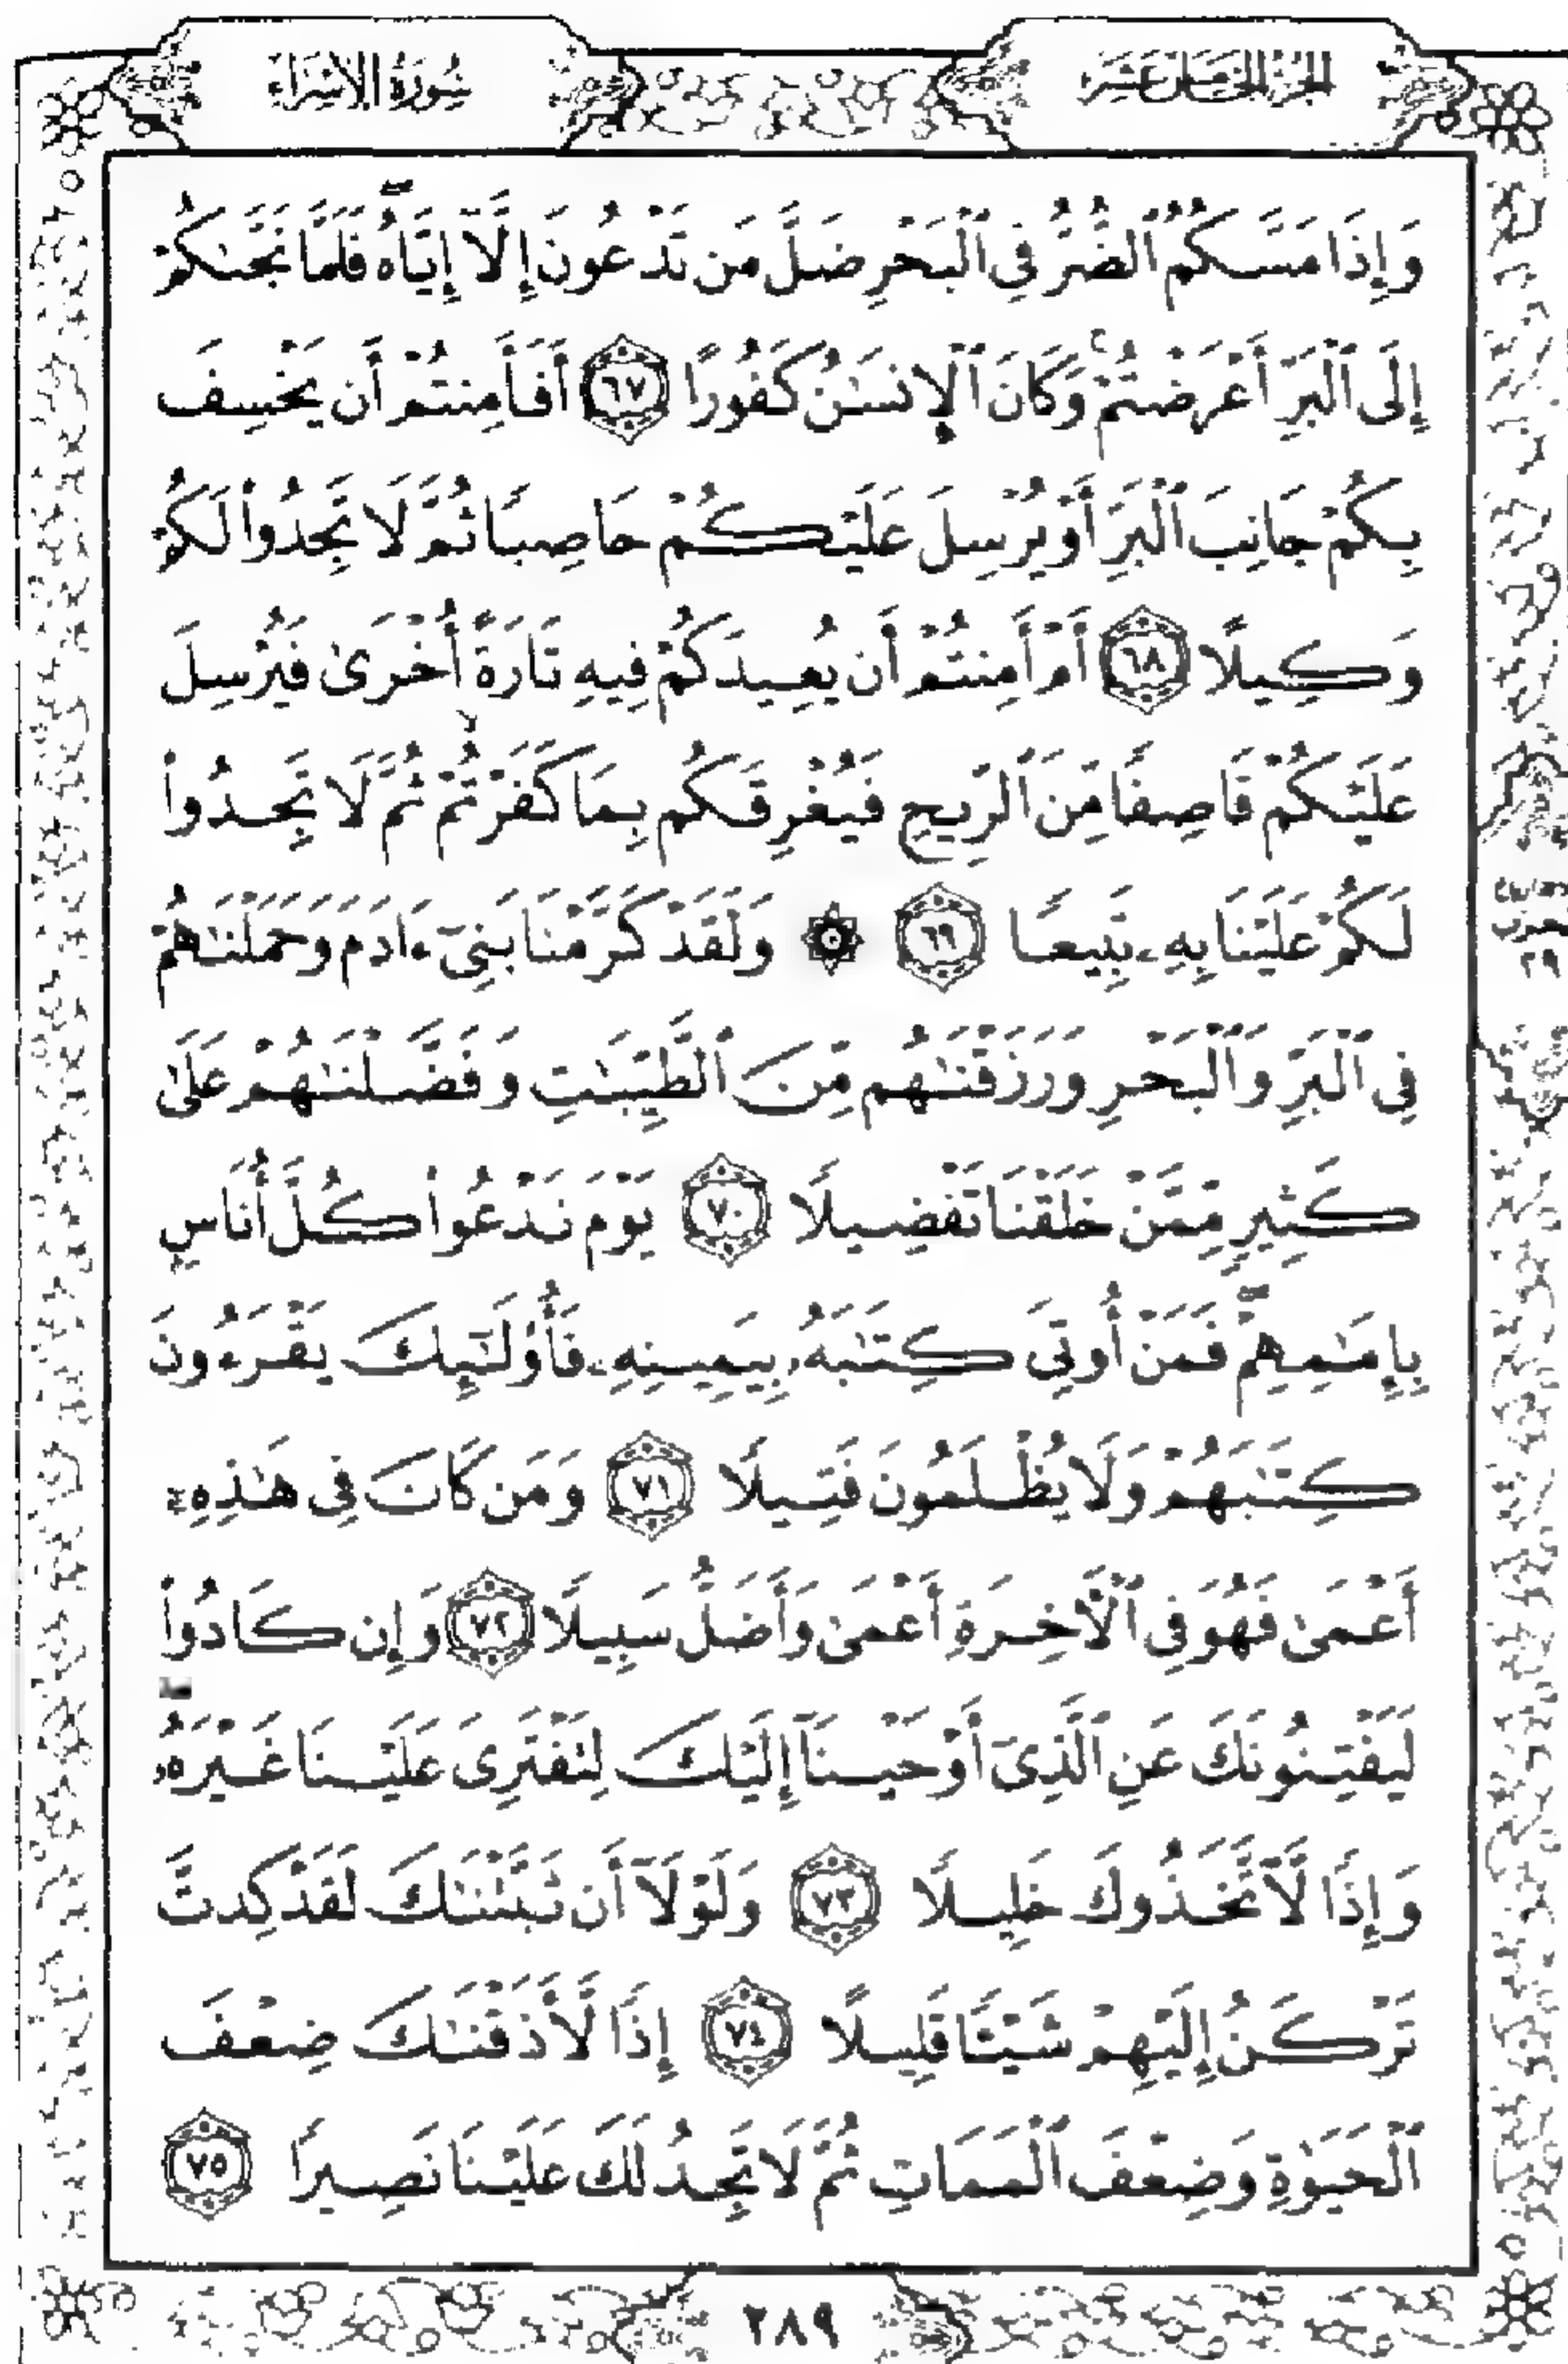 الجزء الخامس عشر
سورة الإسراء
وَإِذَا مَسَّكُمُ ٱلضُّرُّ فِى ٱلْبَحْرِ ضَلَّ مَن تَدْعُونَ إِلَّآ إِيَّاهُ ۖ فَلَمَّا نَجَّىٰكُمْ
إِلَى ٱلْبَرِّ أَعْرَضْتُمْ ۚ وَكَانَ ٱلْإِنسَـٰنُ كَفُورًا ٦٧ أَفَأَمِنتُمْ أَن يَخْسِفَ
بِكُمْ جَانِبَ ٱلْبَرِّ أَوْ يُرْسِلَ عَلَيْكُمْ حَاصِبًا ثُمَّ لَا تَجِدُوا۟ لَكُمْ
وَكِيلًا ٦٨ أَمْ أَمِنتُمْ أَن يُعِيدَكُمْ فِيهِ تَارَةً أُخْرَىٰ فَيُرْسِلَ
عَلَيْكُمْ قَاصِفًا مِّنَ ٱلرِّيحِ فَيُغْرِقَكُم بِمَا كَفَرْتُمْ ۙ ثُمَّ لَا تَجِدُوا۟
لَكُمْ عَلَيْنَا بِهِۦ تَبِيعًا ٦٩ ۞ وَلَقَدْ كَرَّمْنَا بَنِىٓ ءَادَمَ وَحَمَلْنَـٰهُمْ
فِى ٱلْبَرِّ وَٱلْبَحْرِ وَرَزَقْنَـٰهُم مِّنَ ٱلطَّيِّبَـٰتِ وَفَضَّلْنَـٰهُمْ عَلَىٰ
كَثِيرٍ مِّمَّنْ خَلَقْنَا تَفْضِيلًا ٧٠ يَوْمَ نَدْعُوا۟ كُلَّ أُنَاسٍۭ
بِإِمَـٰمِهِمْ ۖ فَمَنْ أُوتِىَ كِتَـٰبَهُۥ بِيَمِينِهِۦ فَأُو۟لَـٰٓئِكَ يَقْرَءُونَ
كِتَـٰبَهُمْ وَلَا يُظْلَمُونَ فَتِيلًا ٧١ وَمَن كَانَ فِى هَـٰذِهِۦٓ
أَعْمَىٰ فَهُوَ فِى ٱلْـَٔاخِرَةِ أَعْمَىٰ وَأَضَلُّ سَبِيلًا ٧٢ وَإِن كَادُوا۟
لَيَفْتِنُونَكَ عَنِ ٱلَّذِىٓ أَوْحَيْنَآ إِلَيْكَ لِتَفْتَرِىَ عَلَيْنَا غَيْرَهُۥ ۖ
وَإِذًا لَّٱتَّخَذُوكَ خَلِيلًا ٧٣ وَلَوْلَآ أَن ثَبَّتْنَـٰكَ لَقَدْ كِدتَّ
تَرْكَنُ إِلَيْهِمْ شَيْـًٔا قَلِيلًا ٧٤ إِذًا لَّأَذَقْنَـٰكَ ضِعْفَ
ٱلْحَيَوٰةِ وَضِعْفَ ٱلْمَمَاتِ ثُمَّ لَا تَجِدُ لَكَ عَلَيْنَا نَصِيرًا ٧٥
٢٨٩